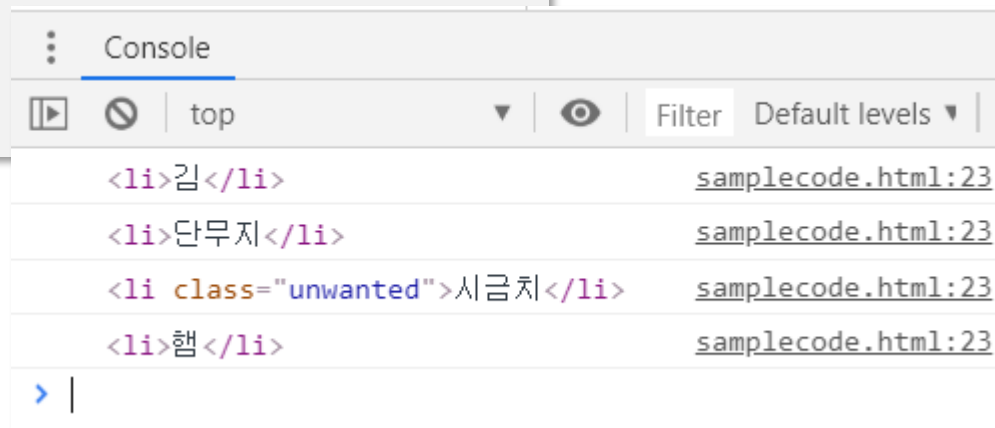 Console
top Filter Default levels
<li>김</li> samplecode.html:23
<li>단무지</li> samplecode.html:23
<li class="unwanted">시금치</li> samplecode.html:23
<li>햄</li> samplecode.html:23